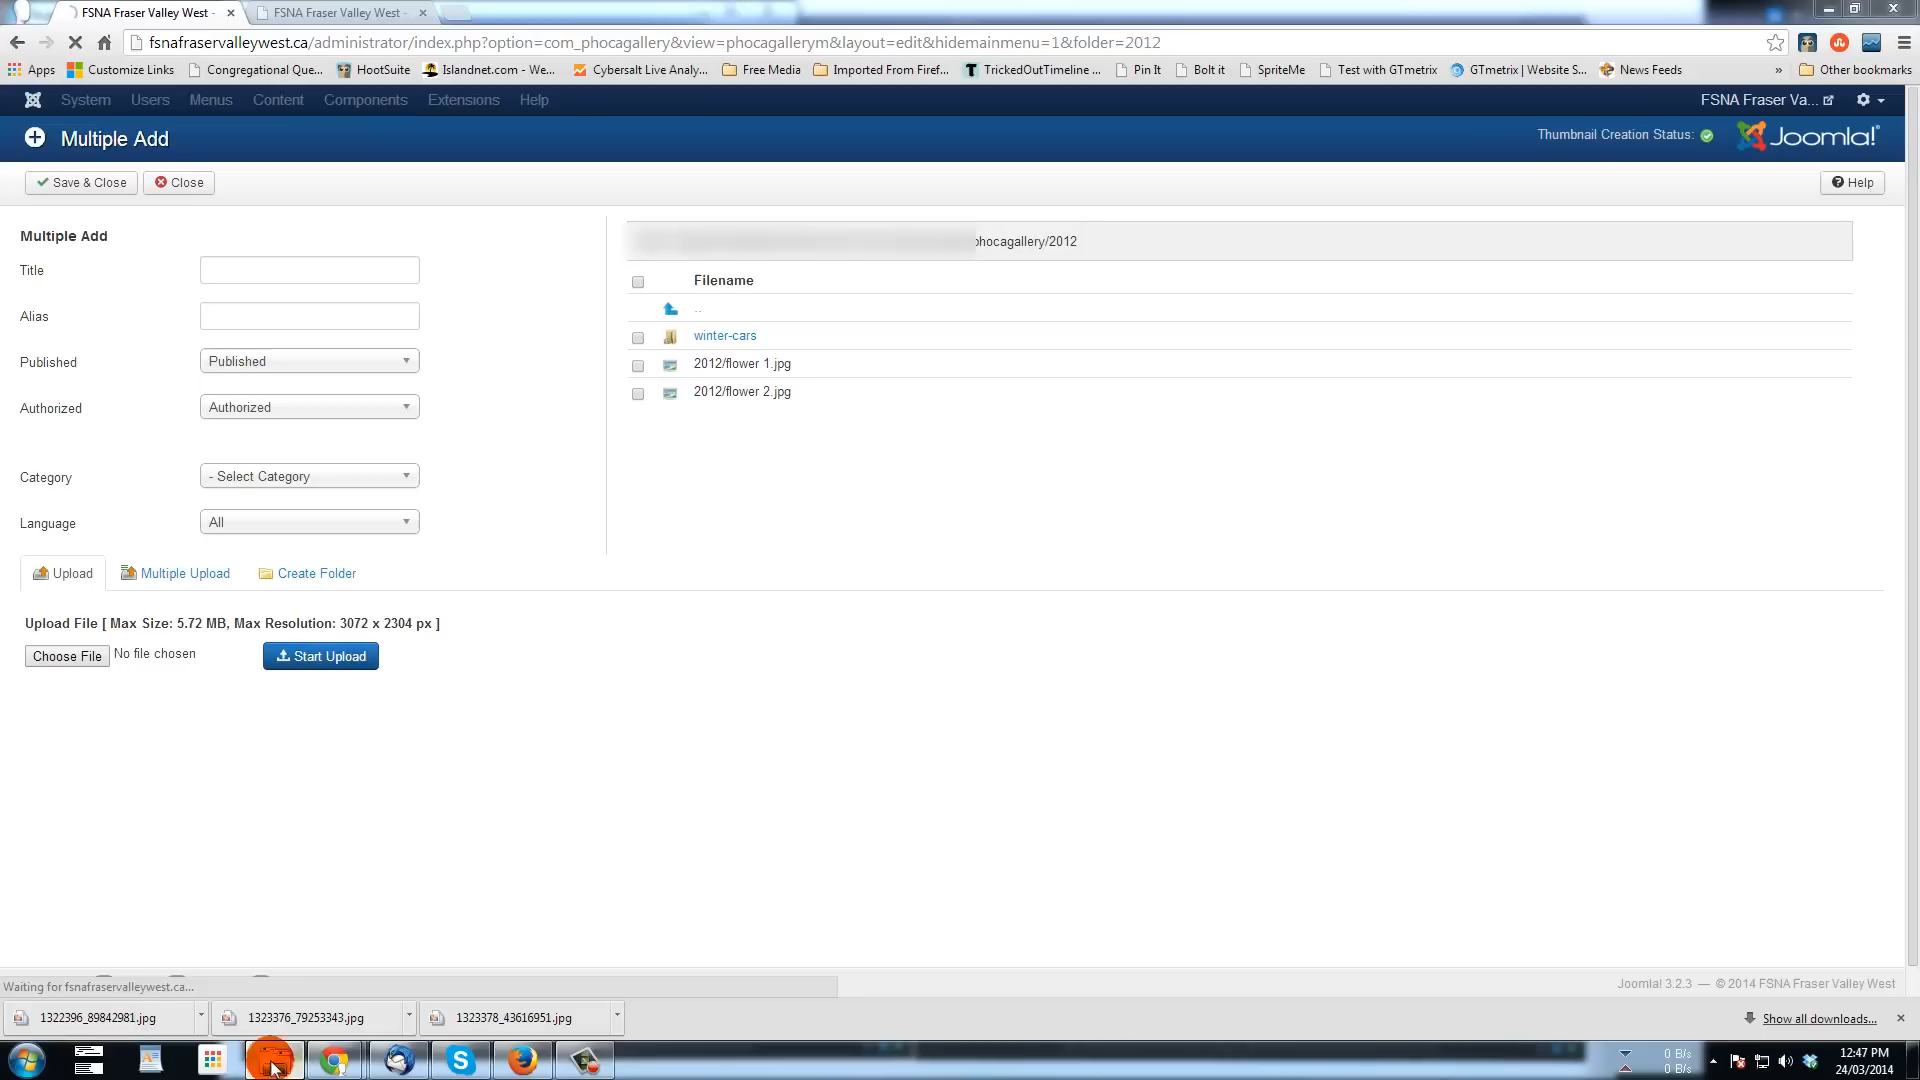 FSNA Fraser Valley West -
FSNA Fraser Valley West -
fsnafraservalleywest.ca/administrator/index.php?option=com_phocagallery&view=phocagallerym&layout=edit&hidemainmenu=1&folder=2012
Apps Customize Links Congregational Que... HootSuite Islandnet.com - We... Cybersalt Live Analy... Free Media Imported From Firef... TrickedOutTimeline ... Pin It Bolt it SpriteMe Test with GTmetrix GTmetrix | Website S... News Feeds » Other bookmarks
System Users Menus Content Components Extensions Help FSNA Fraser Va...
Multiple Add Thumbnail Creation Status: Joomla!
Save & Close Close Help
Multiple Add
phocagallery/2012
Title
Filename
..
Alias
winter-cars
Published Published
2012/flower 1.jpg
2012/flower 2.jpg
Authorized Authorized
Category - Select Category
Language All
Upload Multiple Upload Create Folder
Upload File [ Max Size: 5.72 MB, Max Resolution: 3072 x 2304 px ]
Choose File No file chosen Start Upload
Waiting for fsnafraservalleywest.ca... Joomla! 3.2.3 — © 2014 FSNA Fraser Valley West
1322396_89842981.jpg 1323376_79253343.jpg 1323378_43616951.jpg Show all downloads...
0 B/s 12:47 PM
0 B/s 24/03/2014